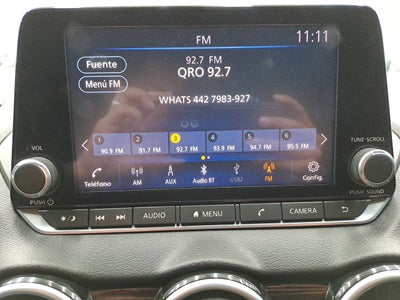 FM 11:11
Fuente
92.7 FM
QRO 92.7
Menú FM
WHATS 442 7983-927
1 2 3 4 5 6
90.9 FM 91.7 FM 92.7 FM 93.9 FM 94.7 FM 95.5 FM
VOL TUNE·SCROLL
Teléfono AM AUX Audio BT USB2 FM Config.
PUSH PUSH SOUND
AUDIO MENU CAMERA